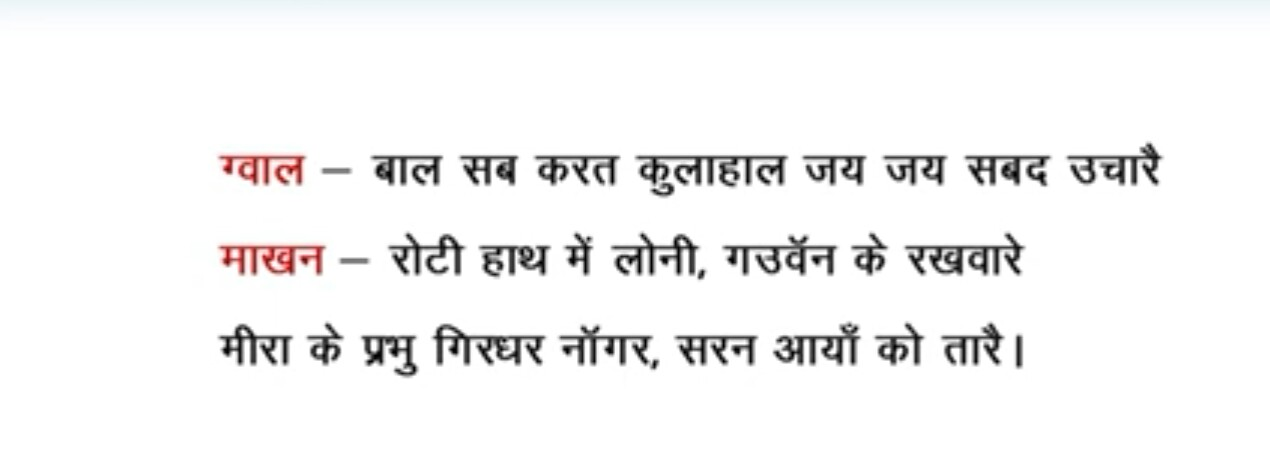 ग्वाल – बाल सब करत कुलाहाल जय जय सबद उचारै
माखन – रोटी हाथ में लोनी, गउवॅन के रखवारे
मीरा के प्रभु गिरधर नॉगर, सरन आयाँ को तारै।